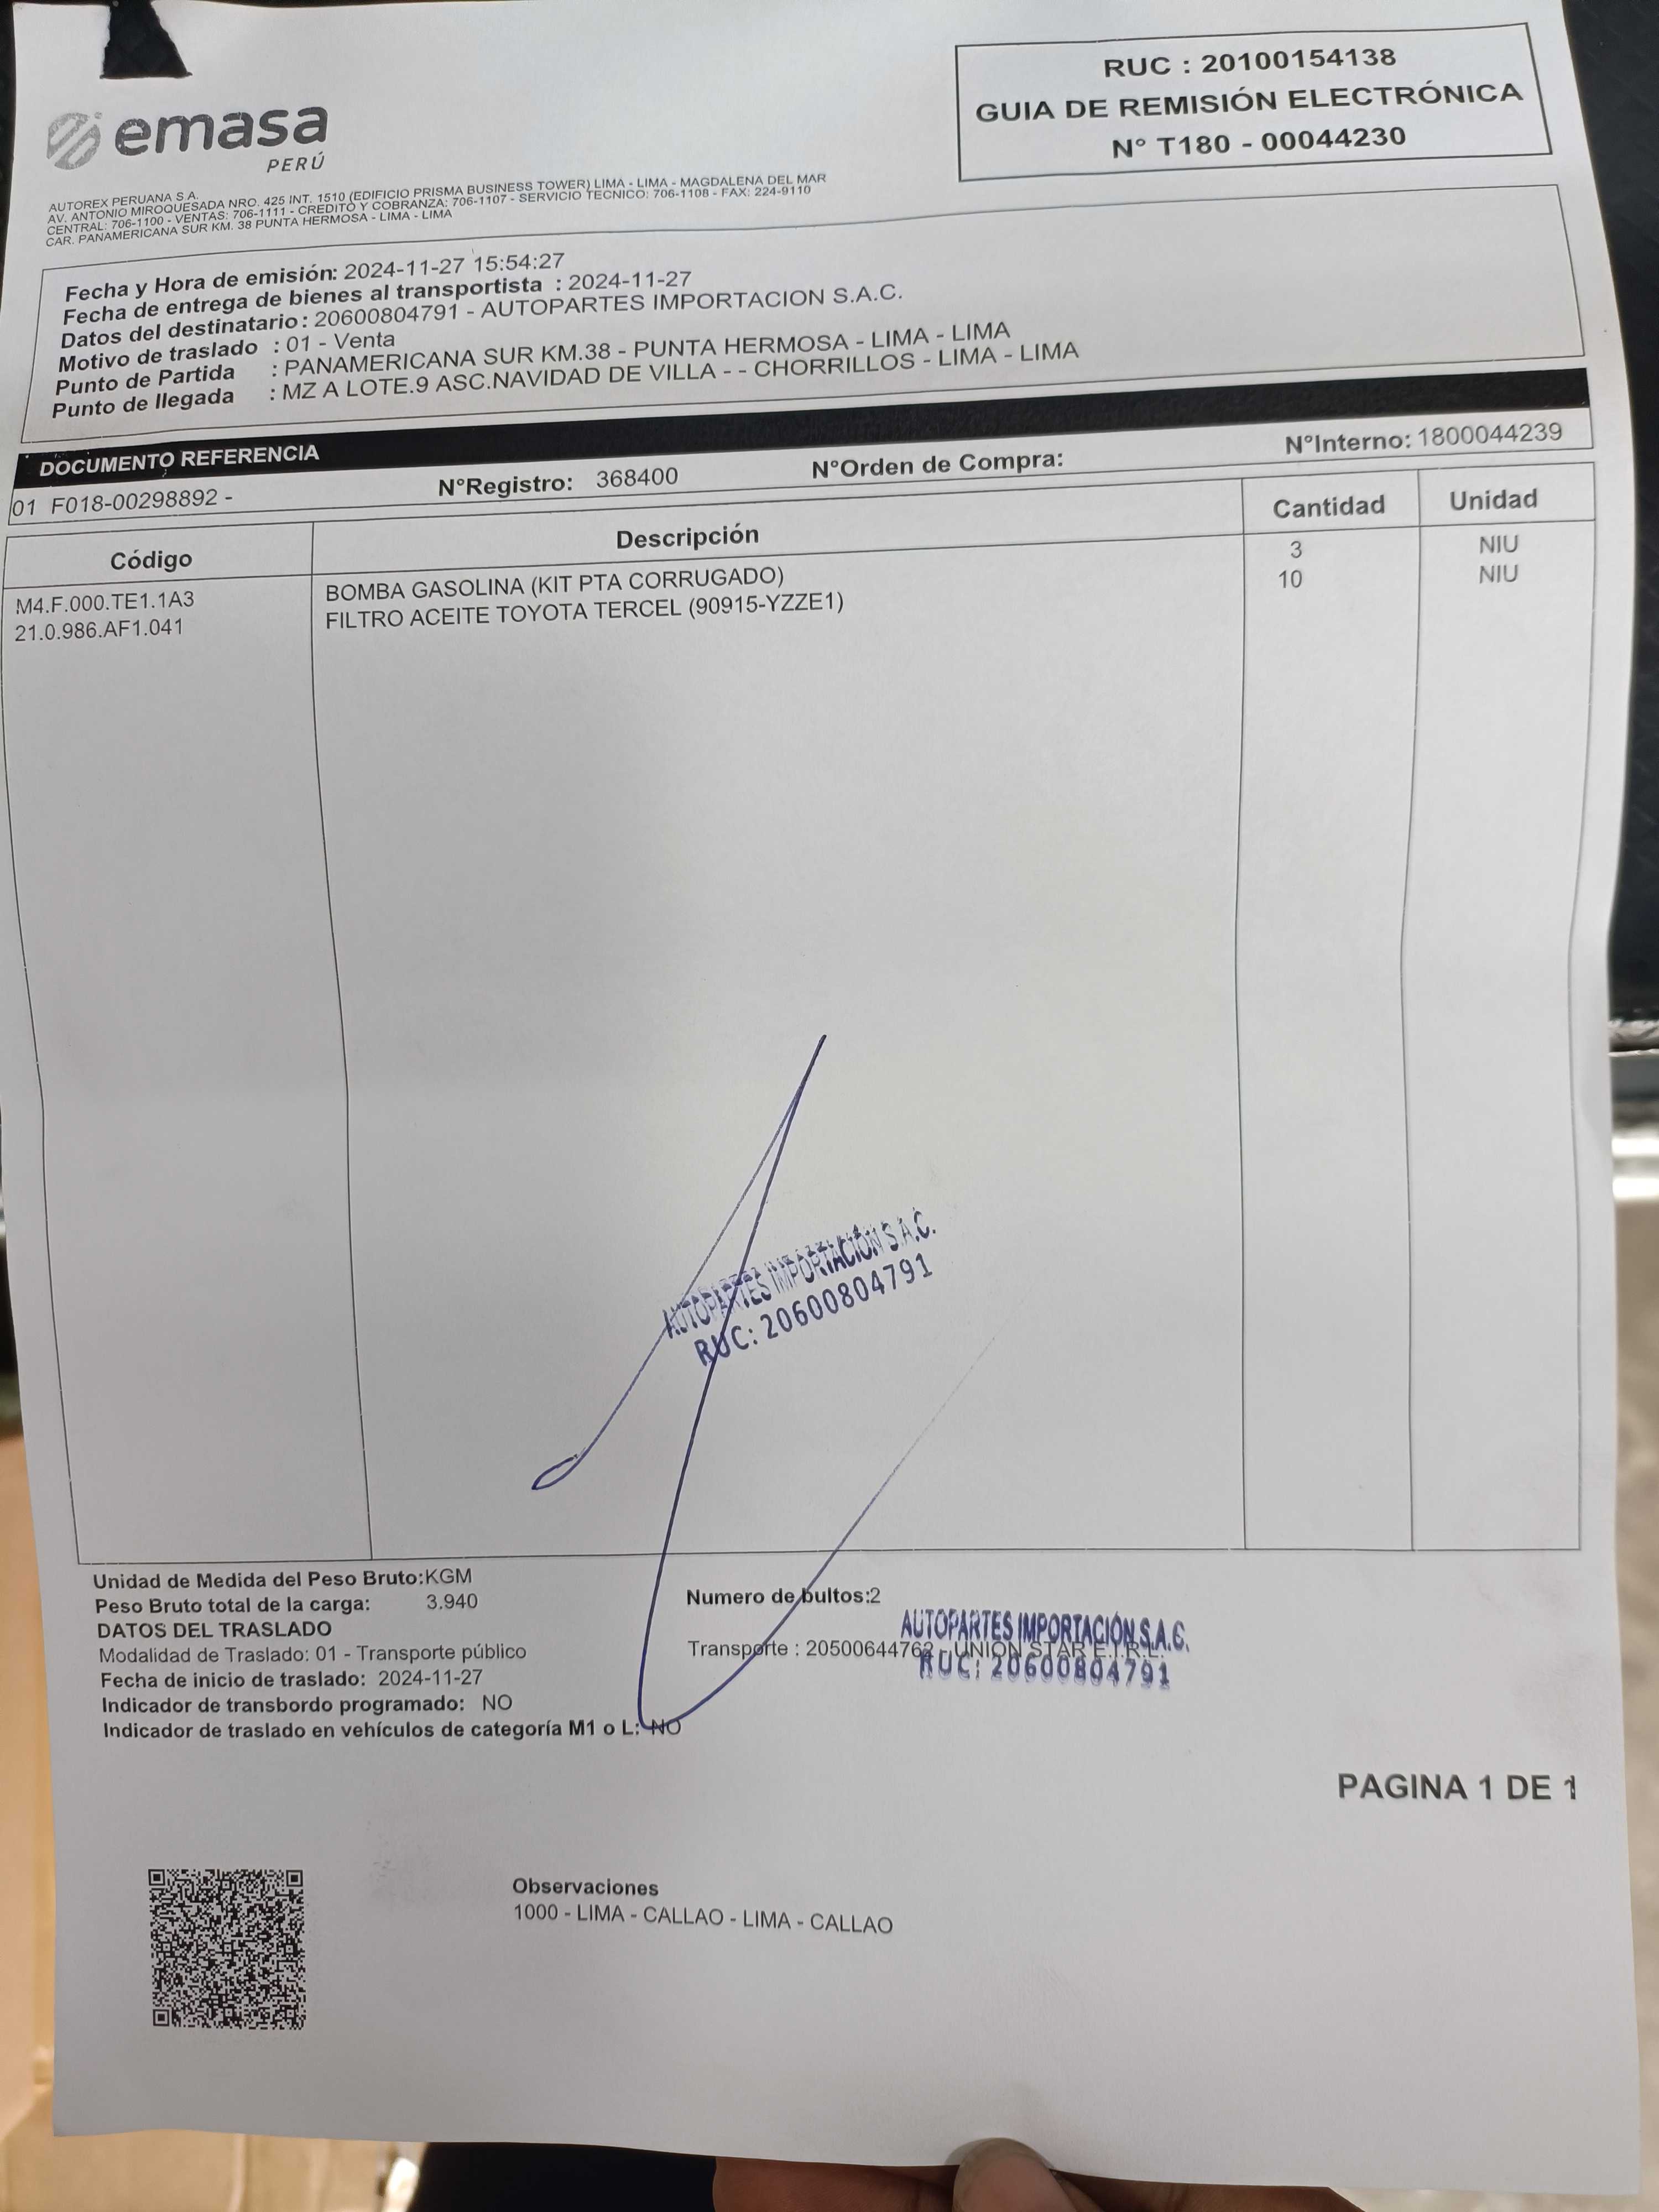 RUC : 20100154138
GUIA DE REMISIÓN ELECTRÓNICA
N° T180 - 00044230
emasa
PERÚ
AUTOREX PERUANA S.A.
AV. ANTONIO MIROQUESADA NRO. 425 INT. 1510 (EDIFICIO PRISMA BUSINESS TOWER) LIMA - LIMA - MAGDALENA DEL MAR
CENTRAL: 706-1100 - VENTAS: 706-1111 - CREDITO Y COBRANZA: 706-1107 - SERVICIO TECNICO: 706-1108 - FAX: 224-9110
CAR. PANAMERICANA SUR KM. 38 PUNTA HERMOSA - LIMA - LIMA
Fecha y Hora de emisión: 2024-11-27 15:54:27
Fecha de entrega de bienes al transportista : 2024-11-27
Datos del destinatario: 20600804791 - AUTOPARTES IMPORTACION S.A.C.
Motivo de traslado : 01 - Venta
Punto de Partida : PANAMERICANA SUR KM.38 - PUNTA HERMOSA - LIMA - LIMA
Punto de llegada : MZ A LOTE.9 ASC.NAVIDAD DE VILLA - - CHORRILLOS - LIMA - LIMA
DOCUMENTO REFERENCIA
01 F018-00298892 - N°Registro: 368400 N°Orden de Compra: N°Interno: 1800044239
Código Descripción Cantidad Unidad
M4.F.000.TE1.1A3 BOMBA GASOLINA (KIT PTA CORRUGADO) 3 NIU
21.0.986.AF1.041 FILTRO ACEITE TOYOTA TERCEL (90915-YZZE1) 10 NIU
AUTOPARTES IMPORTACIÓN S.A.C.
RUC: 20600804791
Unidad de Medida del Peso Bruto:KGM
Peso Bruto total de la carga: 3.940 Numero de bultos:2
DATOS DEL TRASLADO
AUTOPARTES IMPORTACIÓN S.A.C.
Modalidad de Traslado: 01 - Transporte público Transporte : 20500644762 - UNION STAR E.I.R.L.
RUC: 20600804791
Fecha de inicio de traslado: 2024-11-27
Indicador de transbordo programado: NO
Indicador de traslado en vehículos de categoría M1 o L: NO
PAGINA 1 DE 1
Observaciones
1000 - LIMA - CALLAO - LIMA - CALLAO